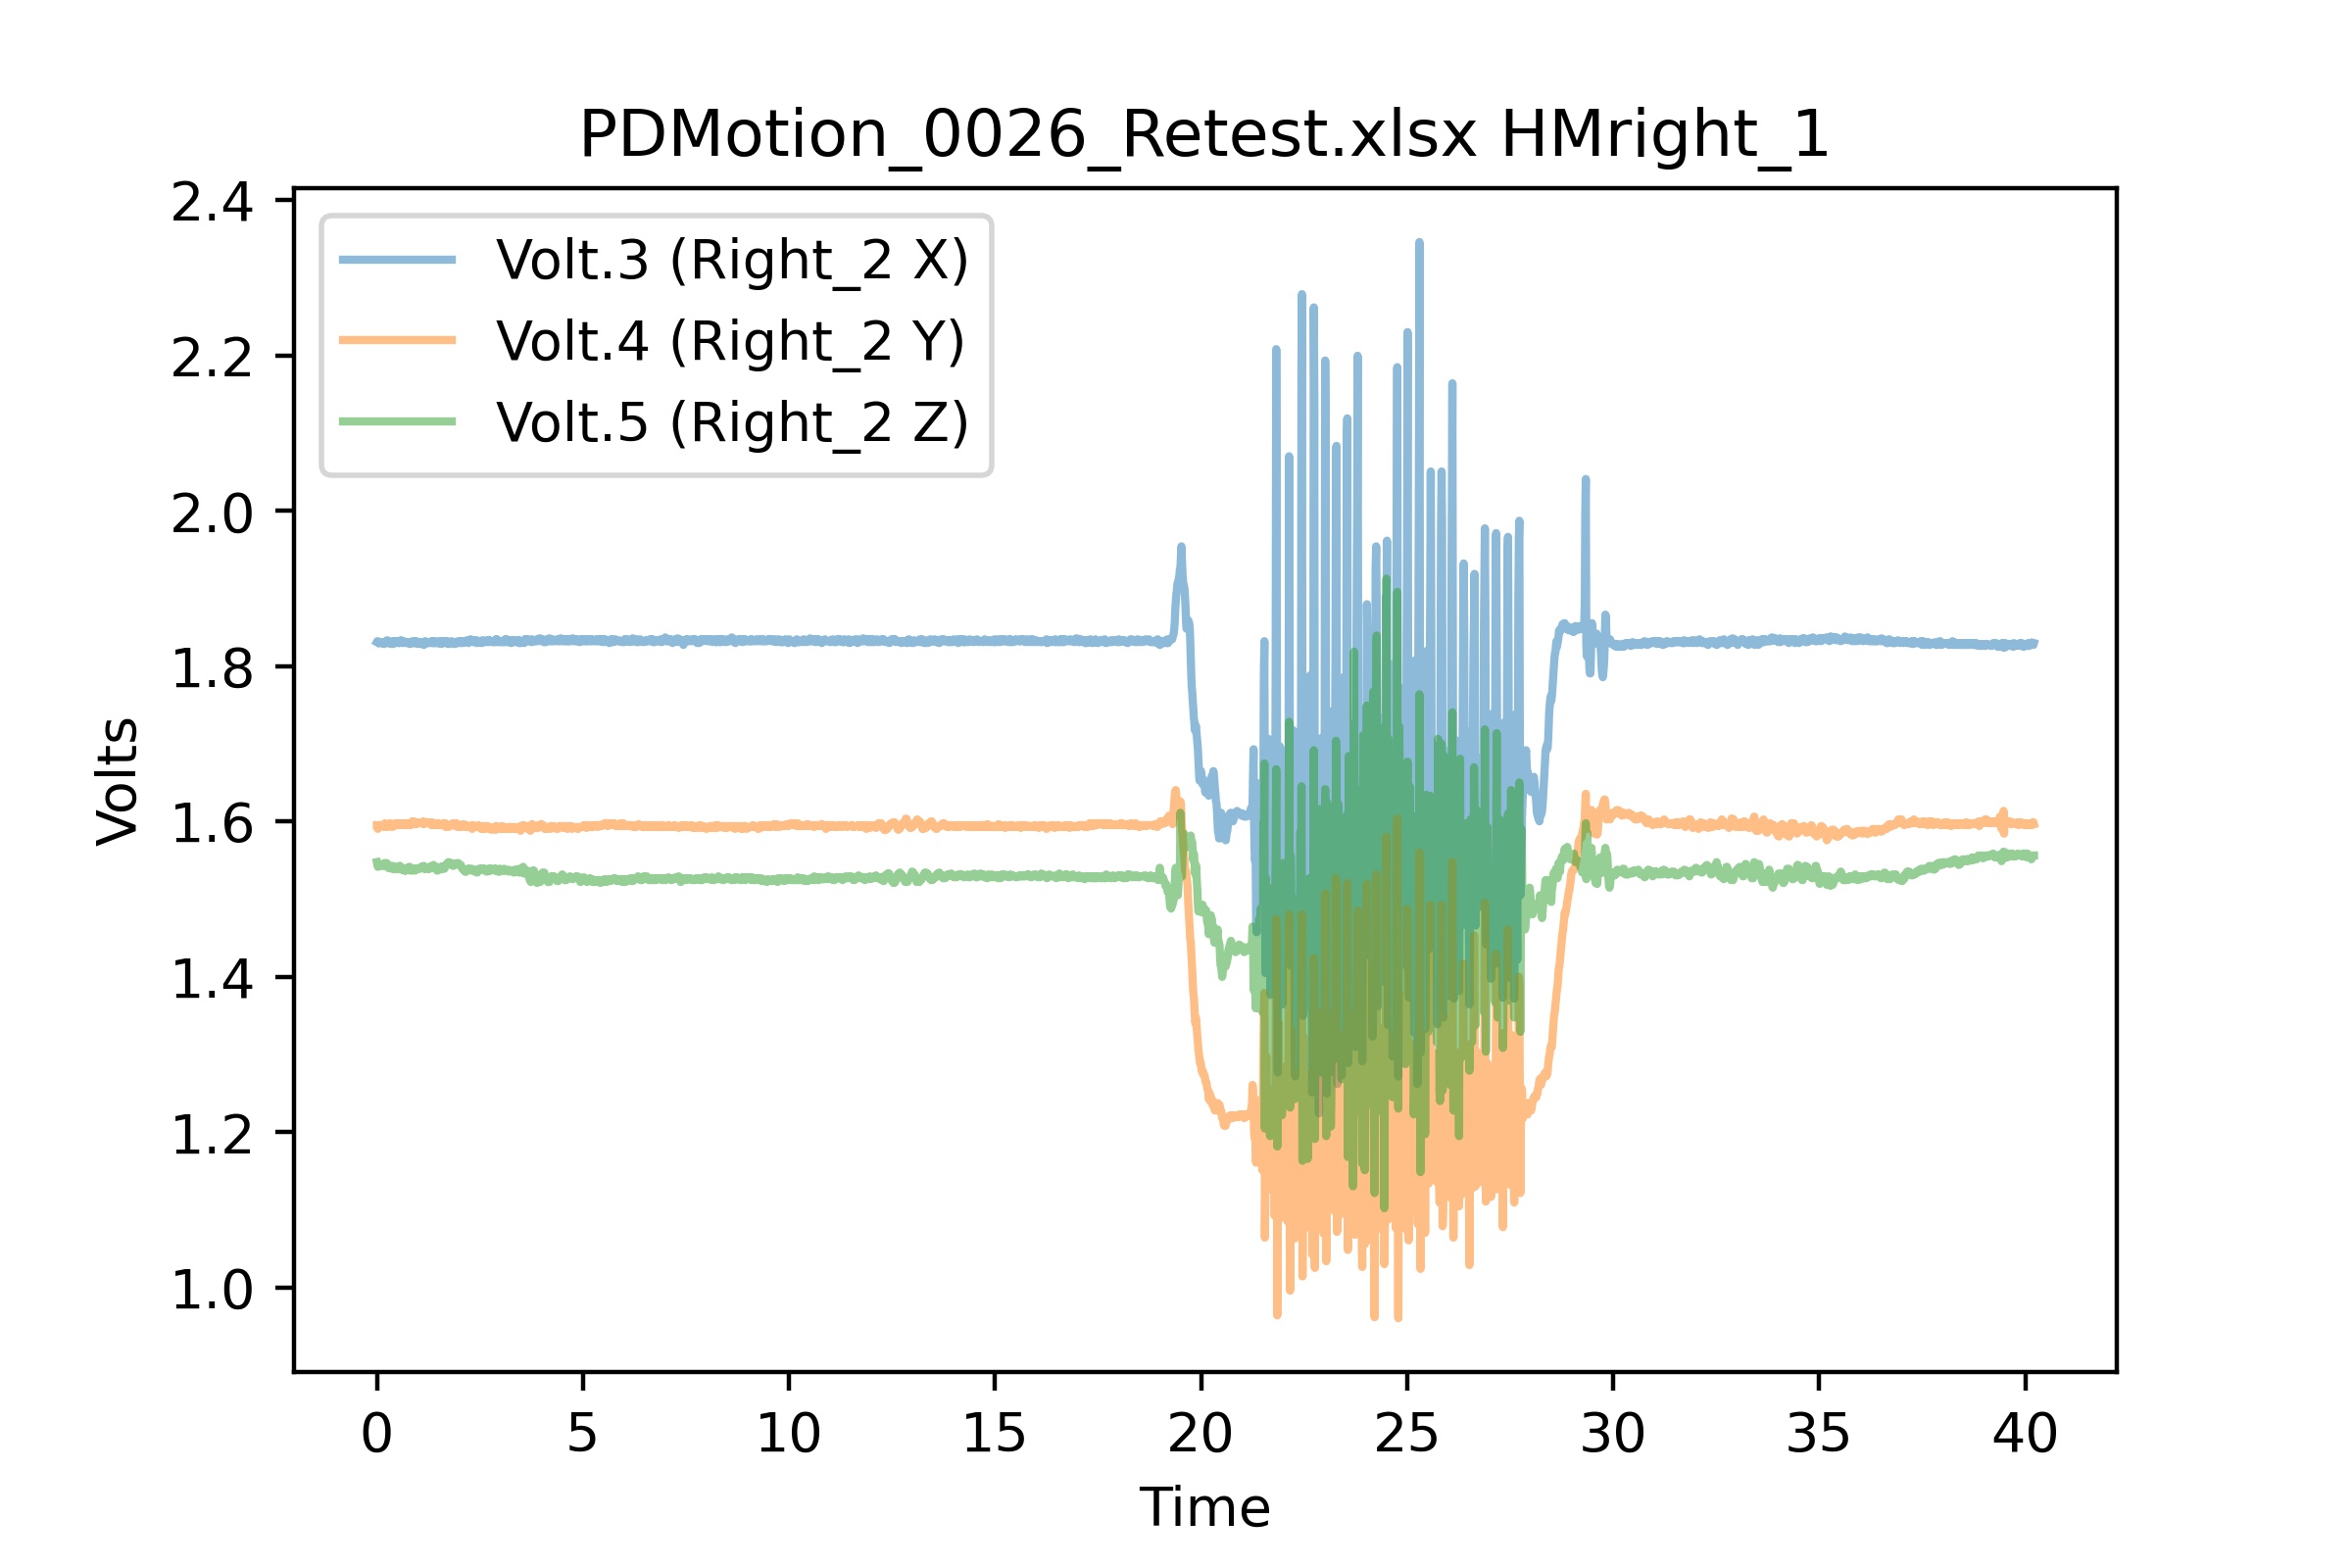 PDMotion_0026_Retest.xlsx HMright_1
2.4
2.2
2.0
1.8
1.6
1.4
1.2
1.0
Volts
Volt.3 (Right_2 X)
Volt.4 (Right_2 Y)
Volt.5 (Right_2 Z)
0 5 10 15 20 25 30 35 40
Time